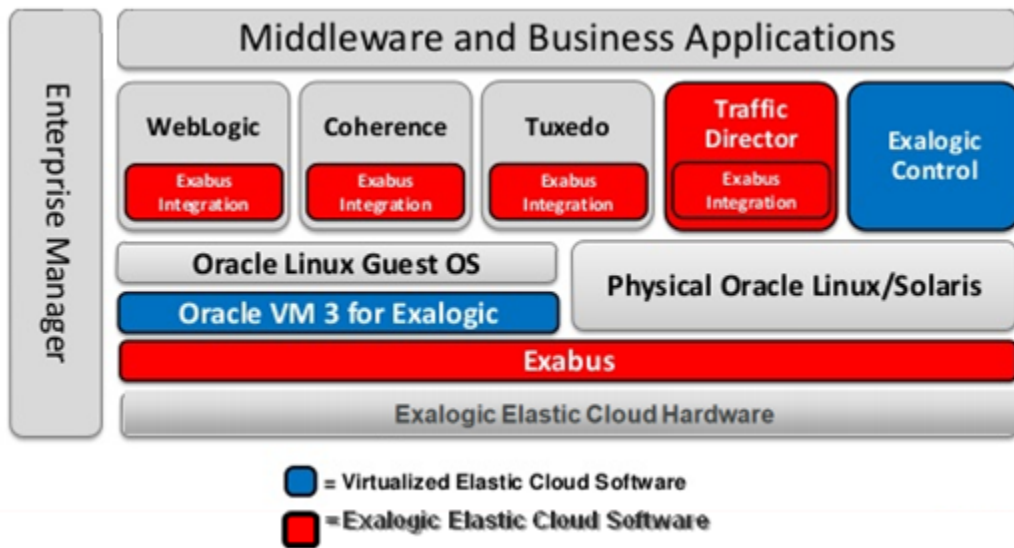 Enterprise Manager
Middleware and Business Applications
WebLogic
Exabus
Integration
Coherence
Exabus
Integration
Tuxedo
Exabus
Integration
Traffic
Director
Exabus
Integration
Exalogic
Control
Oracle Linux Guest OS
Physical Oracle Linux/Solaris
Oracle VM 3 for Exalogic
Exabus
Exalogic Elastic Cloud Hardware
= Virtualized Elastic Cloud Software
= Exalogic Elastic Cloud Software